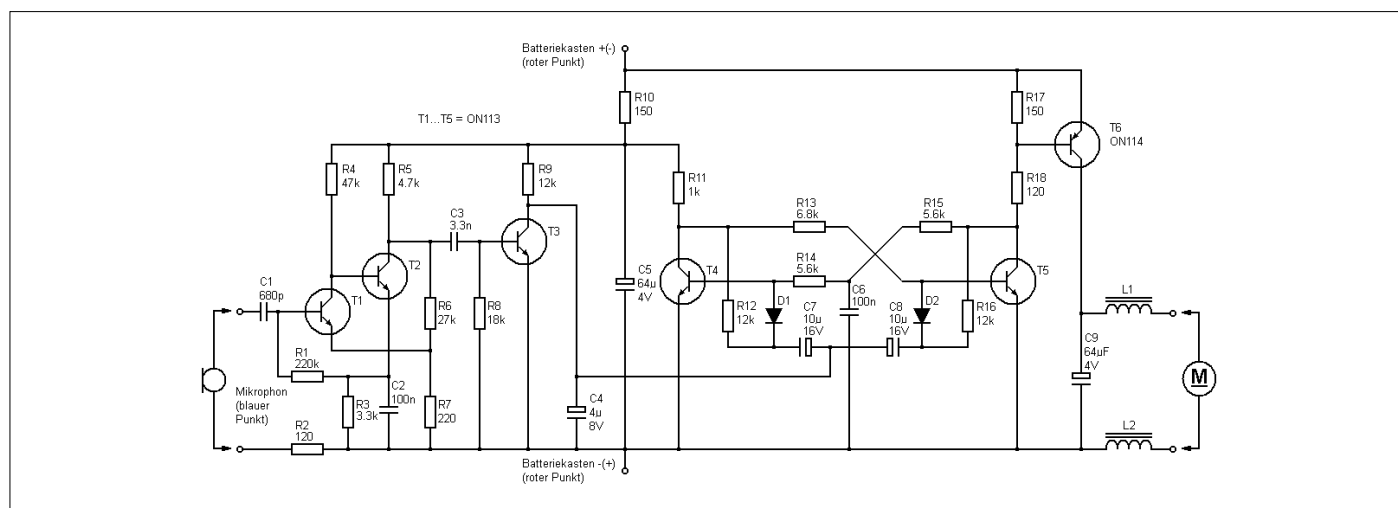 Batteriekasten +(-)
(roter Punkt)
T1...T5 = ON113
R10
150
R17
150
T6
ON114
R4
47k
R5
4.7k
R9
12k
R11
1k
R18
120
C3
3.3n
R13
6.8k
R15
5.6k
T3
T2
C1
680p
T1
C5
64µ
4V
T4
R14
5.6k
C6
100n
T5
R6
27k
R8
18k
R12
12k
D1
C7
10µ
16V
C8
10µ
16V
D2
R16
12k
L1
R1
220k
C9
64µF
4V
M
Mikrophon
(blauer
Punkt)
R3
3.3k
C2
100n
R7
220
C4
4µ
8V
R2
120
L2
Batteriekasten -(+)
(roter Punkt)